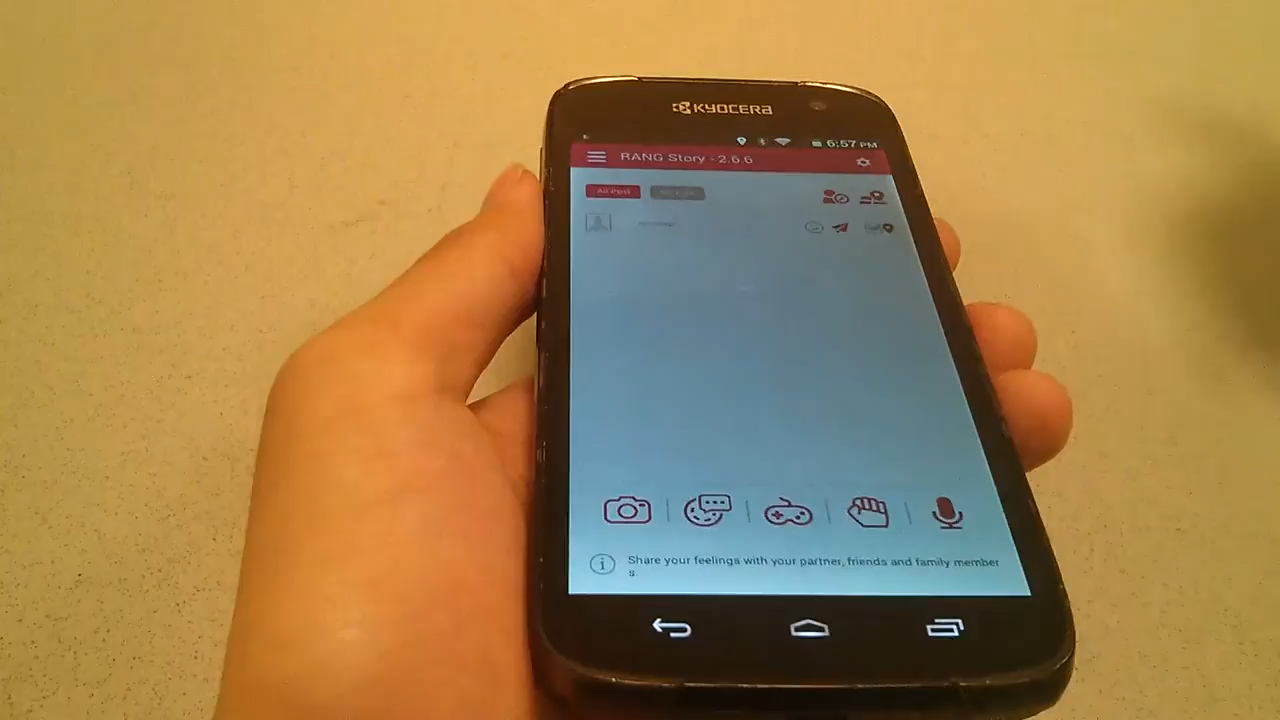 KYOCERA
6:57 PM
RANG Story - 2.6.6
All Post
Share your feelings with your partner, friends and family member
s.